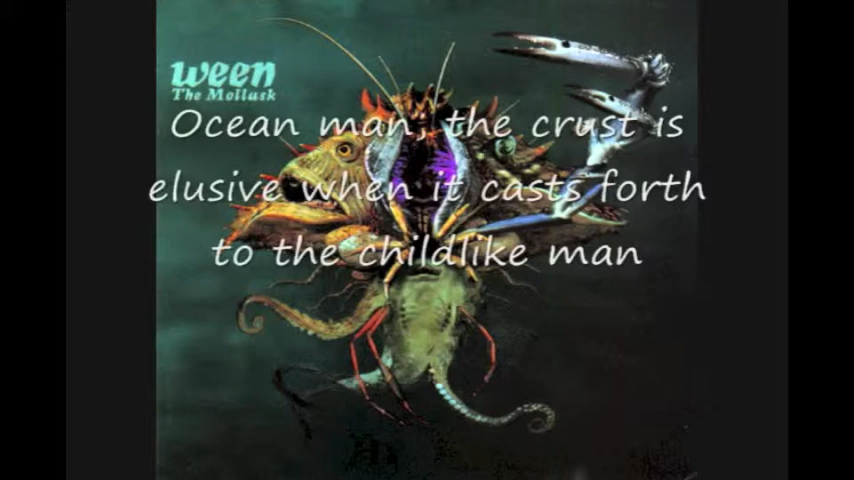 ween
The Mollusk
Ocean man, the crust is
elusive when it casts forth
to the childlike man